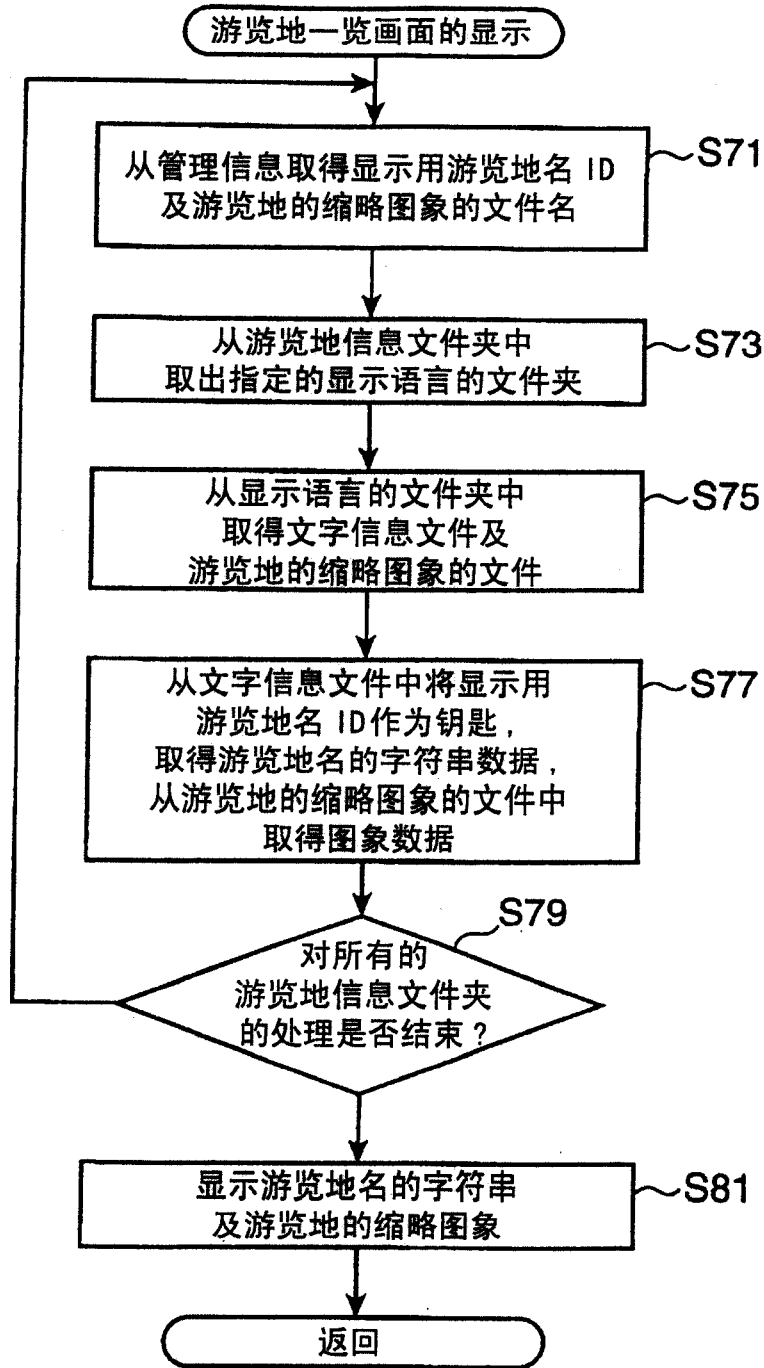 游览地一览画面的显示
从管理信息取得显示用游览地名 ID
及游览地的缩略图象的文件名
S71
从游览地信息文件夹中
取出指定的显示语言的文件夹
S73
从显示语言的文件夹中
取得文字信息文件及
游览地的缩略图象的文件
S75
从文字信息文件中将显示用
游览地名 ID作为钥匙,
取得游览地名的字符串数据,
从游览地的缩略图象的文件中
取得图象数据
S77
S79
对所有的
游览地信息文件夹
的处理是否结束?
显示游览地名的字符串
及游览地的缩略图象
S81
返回